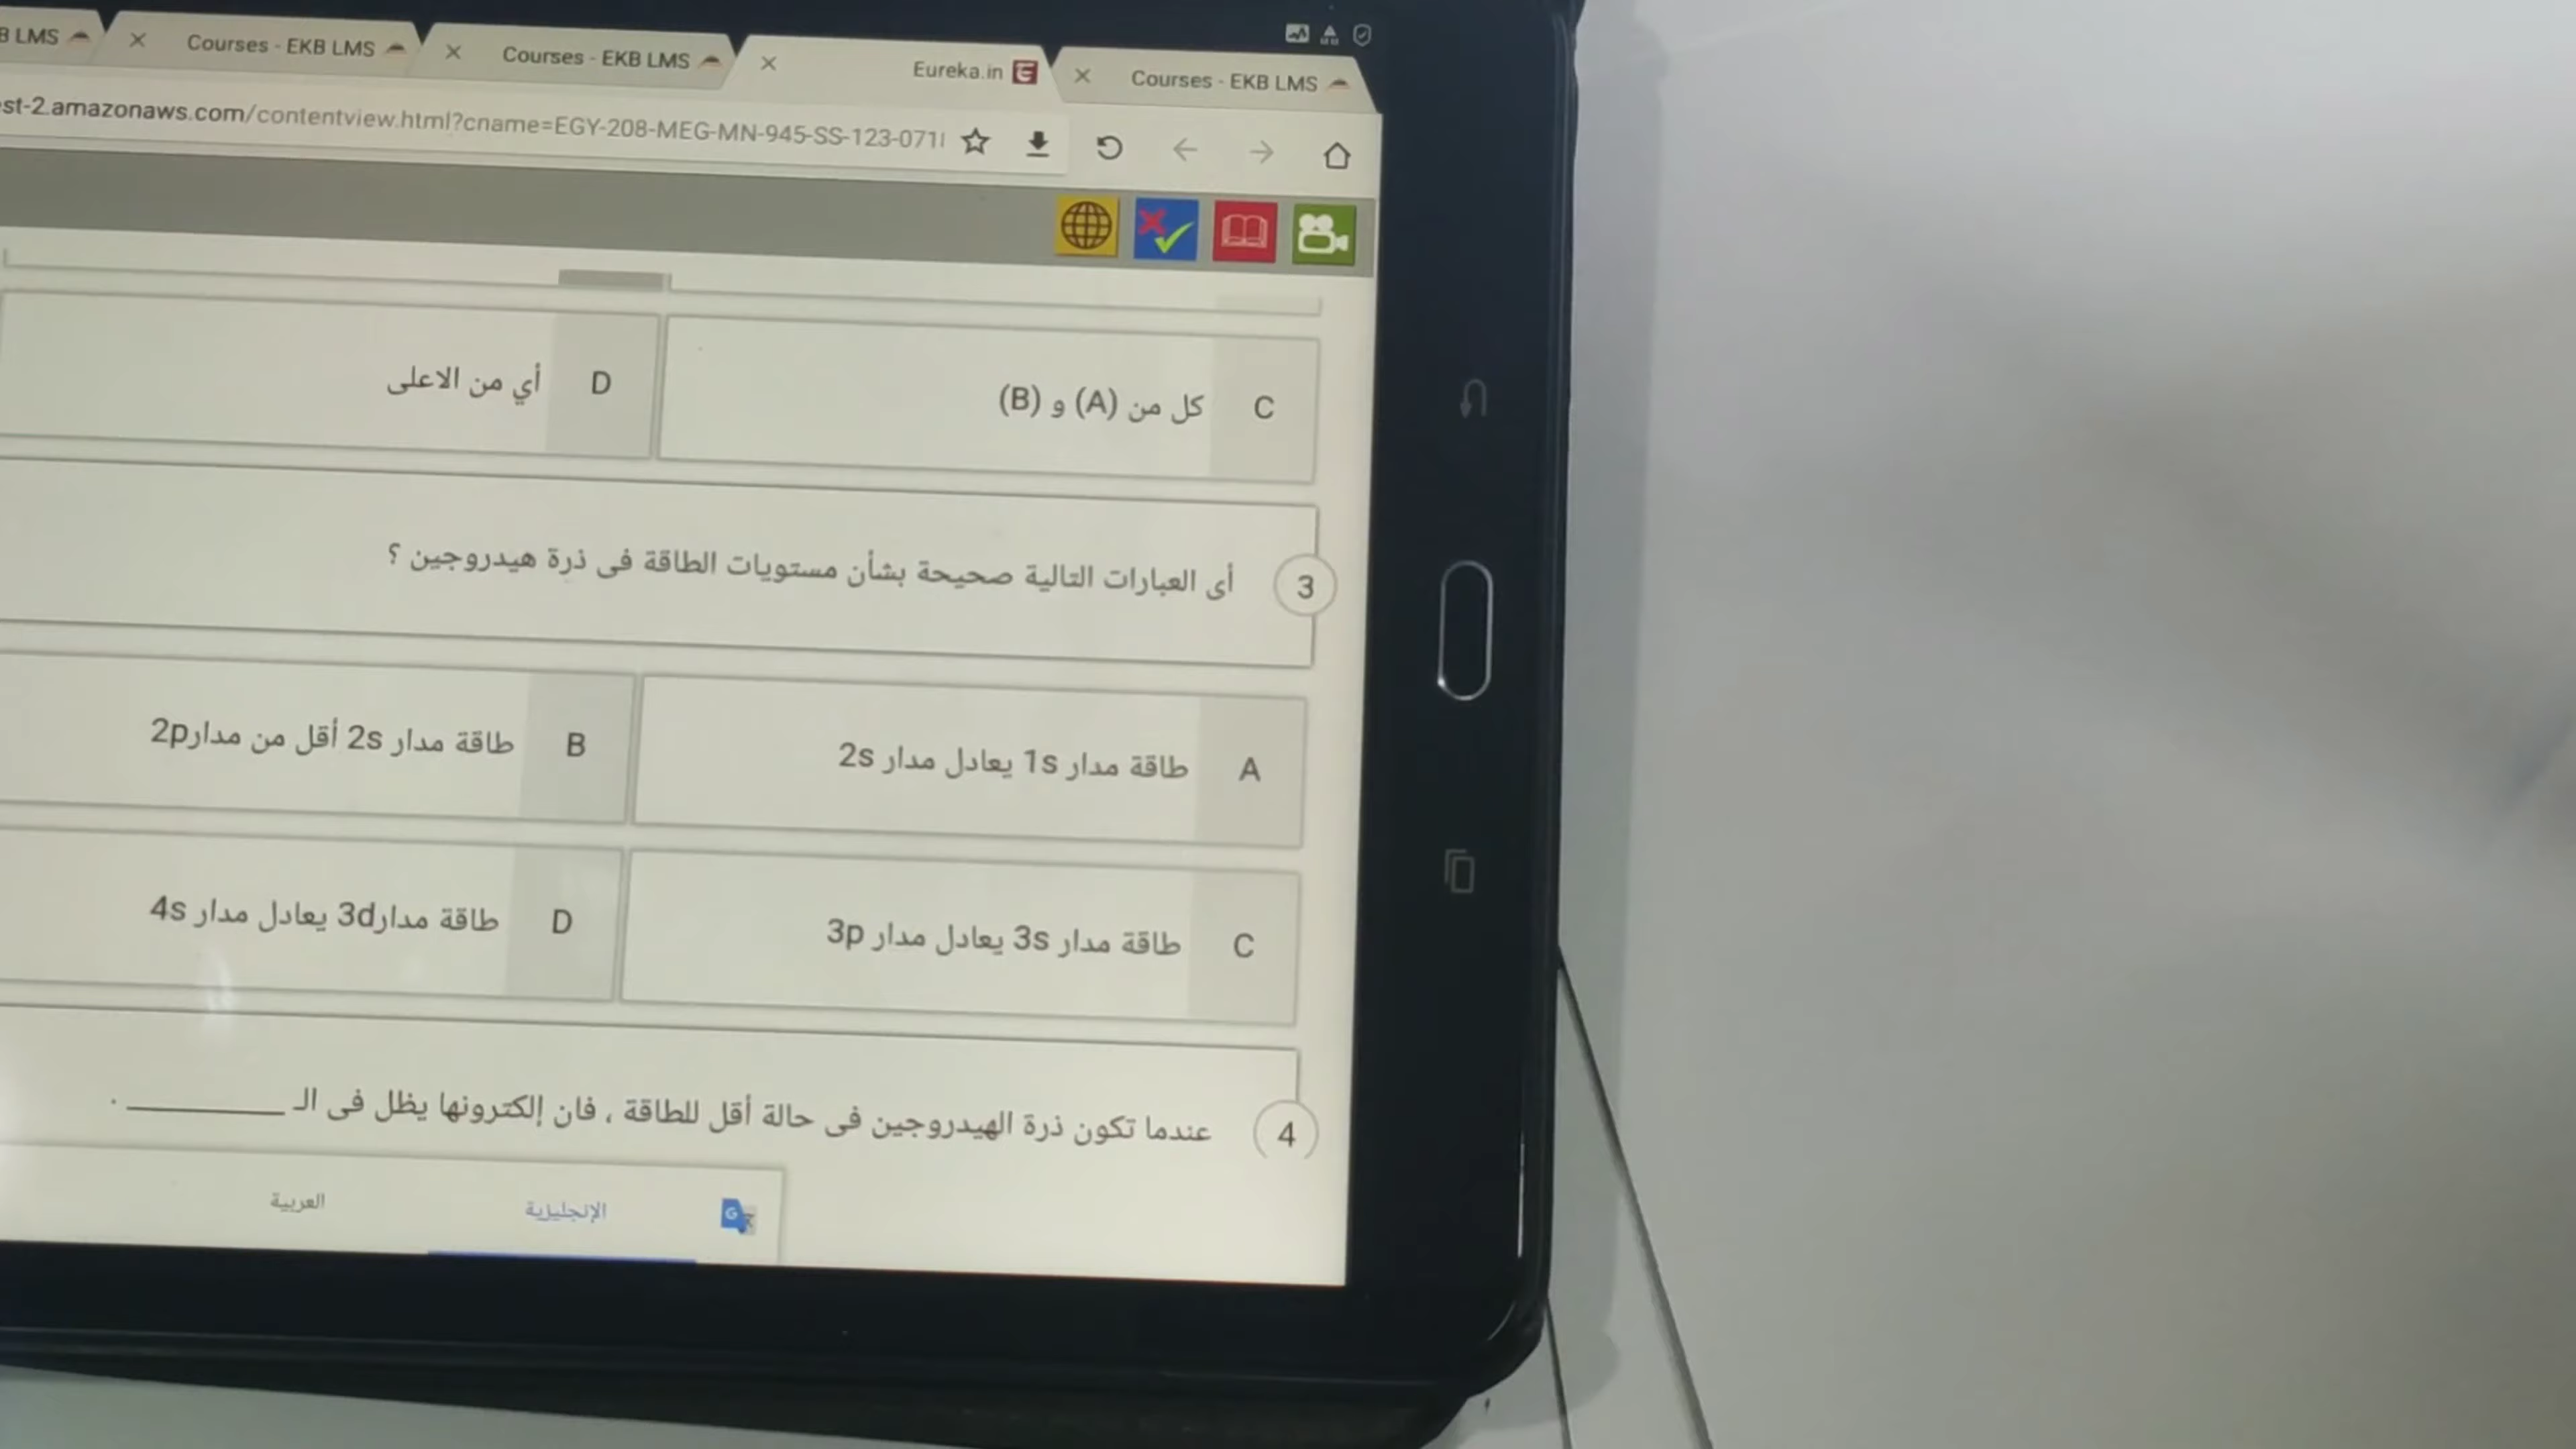 B LMS
Courses - EKB LMS
Courses - EKB LMS
Eureka.in
Courses - EKB LMS
st-2.amazonaws.com/contentview.html?cname=EGY-208-MEG-MN-945-SS-123-071
C كل من (A) و (B)
D أي من الاعلى
3 أى العبارات التالية صحيحة بشأن مستويات الطاقة فى ذرة هيدروجين ؟
A طاقة مدار 1s يعادل مدار 2s
B طاقة مدار 2s أقل من مدار2p
C طاقة مدار 3s يعادل مدار 3p
D طاقة مدار3d يعادل مدار 4s
4 عندما تكون ذرة الهيدروجين فى حالة أقل للطاقة ، فان إلكترونها يظل فى الـ __________ .
الإنجليزية
العربية